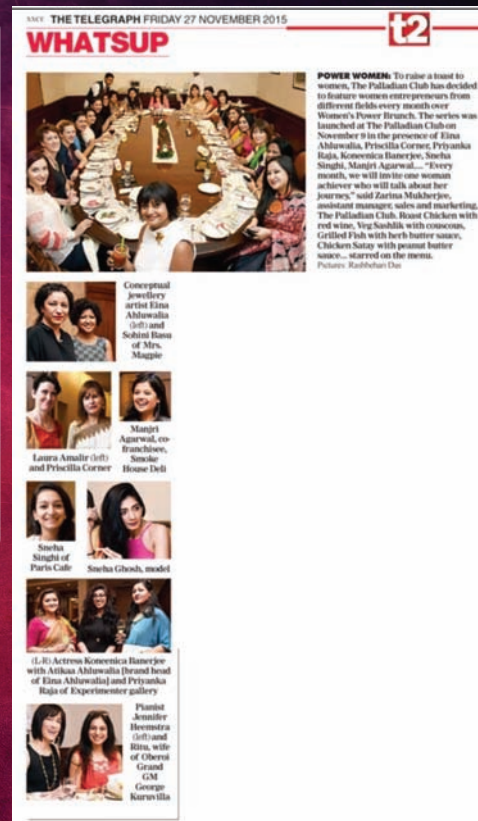 XXCC THE TELEGRAPH FRIDAY 27 NOVEMBER 2015
t2
WHATSUP
POWER WOMEN: To raise a toast to
women, The Palladian Club has decided
to feature women entrepreneurs from
different fields every month over
Women's Power Brunch. The series was
launched at The Palladian Club on
November 9 in the presence of Eina
Ahluwalia, Priscilla Corner, Priyanka
Raja, Koneenica Banerjee, Sneha
Singhi, Manjri Agarwal.... "Every
month, we will invite one woman
achiever who will talk about her
journey," said Zarina Mukherjee,
assistant manager, sales and marketing,
The Palladian Club. Roast Chicken with
red wine, Veg Sashlik with couscous,
Grilled Fish with herb butter sauce,
Chicken Satay with peanut butter
sauce... starred on the menu.
Pictures: Rashbehari Das
Conceptual
jewellery
artist Eina
Ahluwalia
(left) and
Sohini Basu
of Mrs.
Magpie
Laura Amalir (left)
and Priscilla Corner
Manjri
Agarwal, co-
franchisee,
Smoke
House Deli
Sneha
Singhi of
Paris Cafe
Sneha Ghosh, model
(L-R) Actress Koneenica Banerjee
with Atikaa Ahluwalia [brand head
of Eina Ahluwalia] and Priyanka
Raja of Experimenter gallery
Pianist
Jennifer
Heemstra
(left) and
Ritu, wife
of Oberoi
Grand
GM
George
Kuruvilla